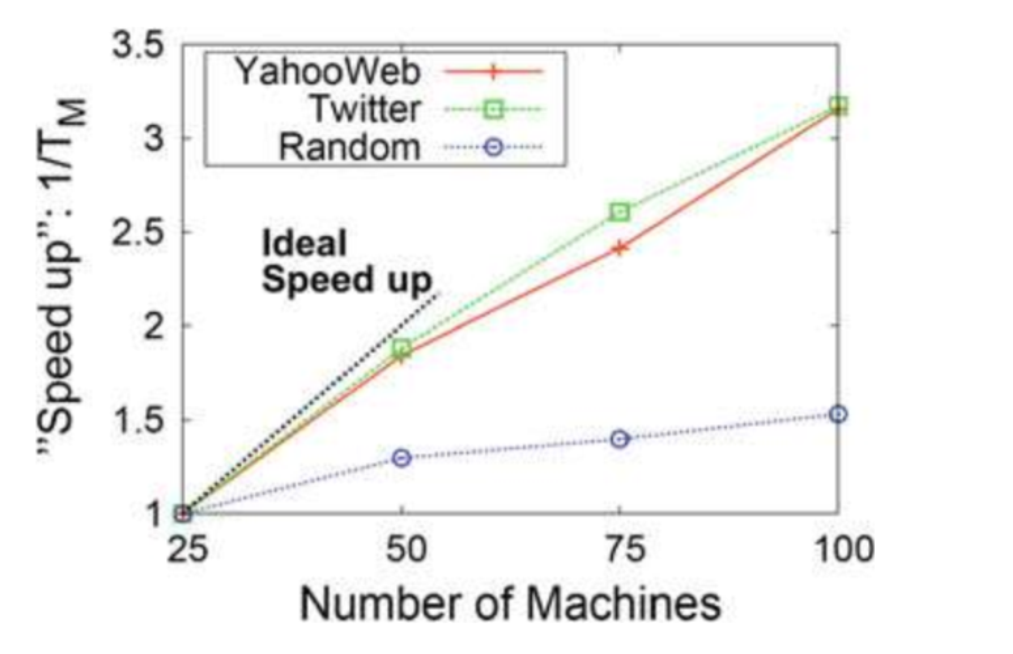 3.5
YahooWeb
Twitter
3
Random
2.5
Ideal
Speed up
2
1.5
1
25 50 75 100
Number of Machines
”Speed up”: 1/TM